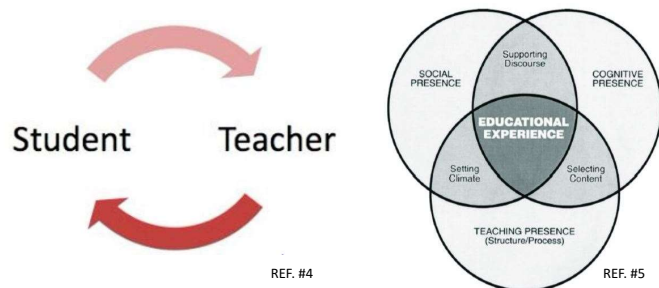 Student
Teacher
REF. #4
Supporting
Discourse
SOCIAL
PRESENCE
COGNITIVE
PRESENCE
EDUCATIONAL
EXPERIENCE
Setting
Climate
Selecting
Content
TEACHING PRESENCE
(Structure/Process)
REF. #5